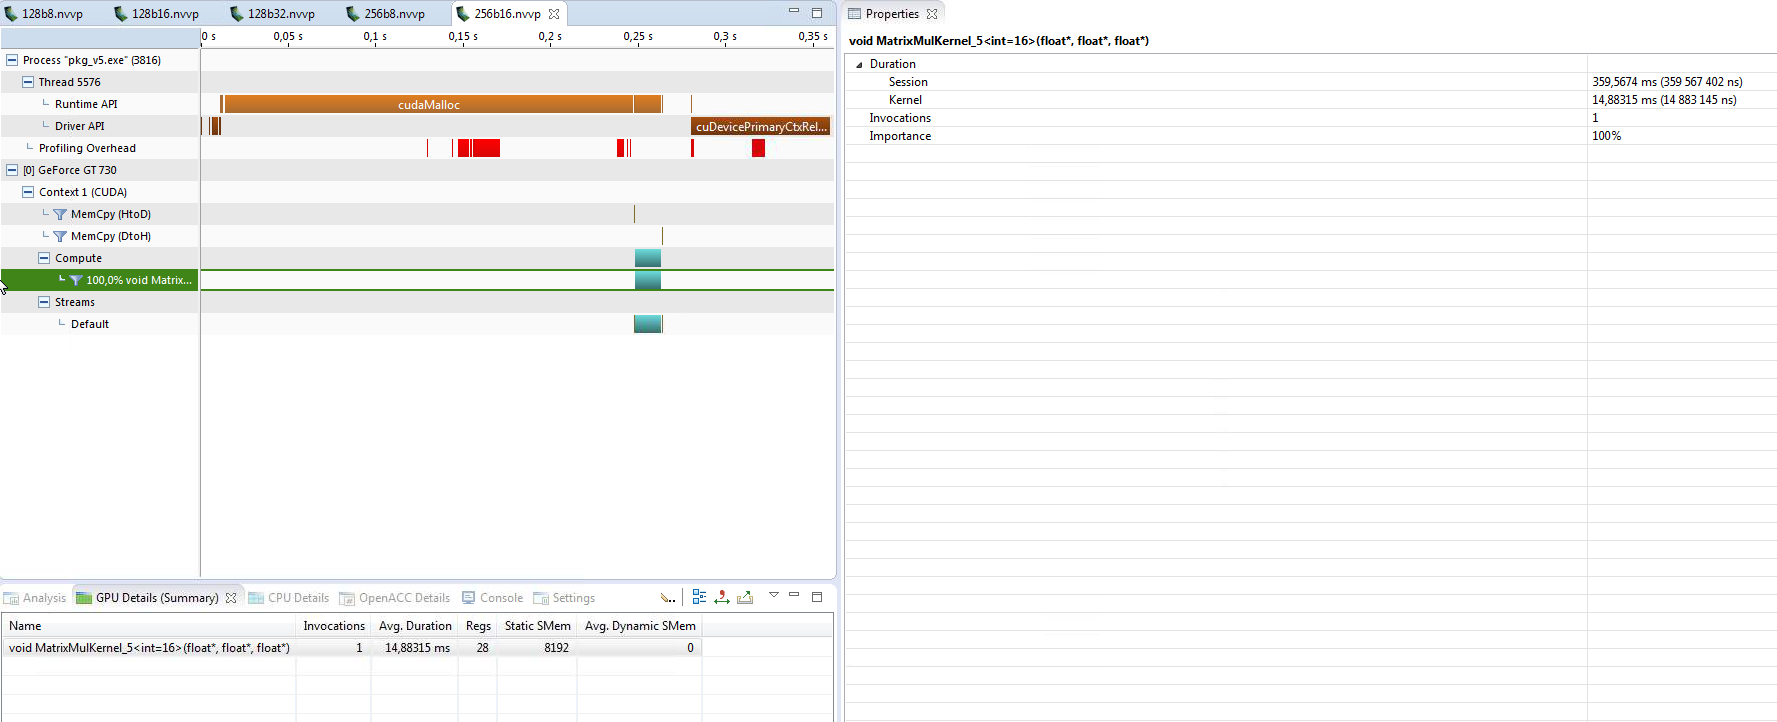 128b8.nvvp 128b16.nvvp 128b32.nvvp 256b8.nvvp 256b16.nvvp
0 s 0,05 s 0,1 s 0,15 s 0,2 s 0,25 s 0,3 s 0,35 s
Process "pkg_v5.exe" (3816)
Thread 5576
Runtime API cudaMalloc
Driver API cuDevicePrimaryCtxRel...
Profiling Overhead
[0] GeForce GT 730
Context 1 (CUDA)
MemCpy (HtoD)
MemCpy (DtoH)
Compute
100,0% void Matrix...
Streams
Default
Analysis GPU Details (Summary) CPU Details OpenACC Details Console Settings
Name Invocations Avg. Duration Regs Static SMem Avg. Dynamic SMem
void MatrixMulKernel_5<int=16>(float*, float*, float*) 1 14,88315 ms 28 8192 0
Properties
void MatrixMulKernel_5<int=16>(float*, float*, float*)
Duration
Session 359,5674 ms (359 567 402 ns)
Kernel 14,88315 ms (14 883 145 ns)
Invocations 1
Importance 100%